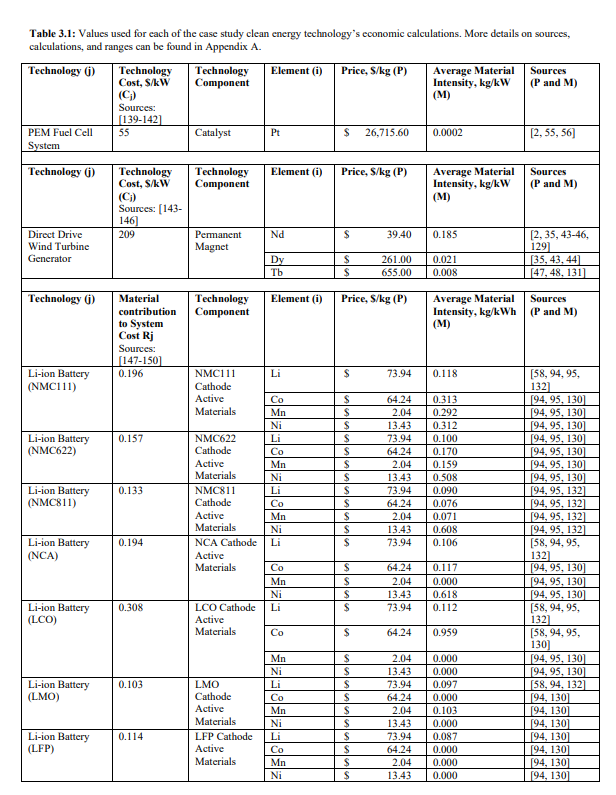 Table 3.1: Values used for each of the case study clean energy technology's economic calculations. More details on sources,
calculations, and ranges can be found in Appendix A.
Technology (j) Technology Cost, $/kW (Cj) Sources: [139-142] Technology Component Element (i) Price, $/kg (P) Average Material Intensity, kg/kW (M) Sources (P and M)
PEM Fuel Cell System 55 Catalyst Pt $ 26,715.60 0.0002 [2, 55, 56]
Technology (j) Technology Cost, $/kW (Cj) Sources: [143-146] Technology Component Element (i) Price, $/kg (P) Average Material Intensity, kg/kW (M) Sources (P and M)
Direct Drive Wind Turbine Generator 209 Permanent Magnet Nd $ 39.40 0.185 [2, 35, 43-46, 129]
Dy $ 261.00 0.021 [35, 43, 44]
Tb $ 655.00 0.008 [47, 48, 131]
Technology (j) Material contribution to System Cost Rj Sources: [147-150] Technology Component Element (i) Price, $/kg (P) Average Material Intensity, kg/kWh (M) Sources (P and M)
Li-ion Battery (NMC111) 0.196 NMC111 Cathode Active Materials Li $ 73.94 0.118 [58, 94, 95, 132]
Co $ 64.24 0.313 [94, 95, 130]
Mn $ 2.04 0.292 [94, 95, 130]
Ni $ 13.43 0.312 [94, 95, 130]
Li-ion Battery (NMC622) 0.157 NMC622 Cathode Active Materials Li $ 73.94 0.100 [94, 95, 130]
Co $ 64.24 0.170 [94, 95, 130]
Mn $ 2.04 0.159 [94, 95, 130]
Ni $ 13.43 0.508 [94, 95, 130]
Li-ion Battery (NMC811) 0.133 NMC811 Cathode Active Materials Li $ 73.94 0.090 [94, 95, 132]
Co $ 64.24 0.076 [94, 95, 132]
Mn $ 2.04 0.071 [94, 95, 132]
Ni $ 13.43 0.608 [94, 95, 132]
Li-ion Battery (NCA) 0.194 NCA Cathode Active Materials Li $ 73.94 0.106 [58, 94, 95, 132]
Co $ 64.24 0.117 [94, 95, 130]
Mn $ 2.04 0.000 [94, 95, 130]
Ni $ 13.43 0.618 [94, 95, 130]
Li-ion Battery (LCO) 0.308 LCO Cathode Active Materials Li $ 73.94 0.112 [58, 94, 95, 132]
Co $ 64.24 0.959 [58, 94, 95, 130]
Mn $ 2.04 0.000 [94, 95, 130]
Ni $ 13.43 0.000 [94, 95, 130]
Li-ion Battery (LMO) 0.103 LMO Cathode Active Materials Li $ 73.94 0.097 [58, 94, 132]
Co $ 64.24 0.000 [94, 130]
Mn $ 2.04 0.103 [94, 130]
Ni $ 13.43 0.000 [94, 130]
Li-ion Battery (LFP) 0.114 LFP Cathode Active Materials Li $ 73.94 0.087 [94, 130]
Co $ 64.24 0.000 [94, 130]
Mn $ 2.04 0.000 [94, 130]
Ni $ 13.43 0.000 [94, 130]